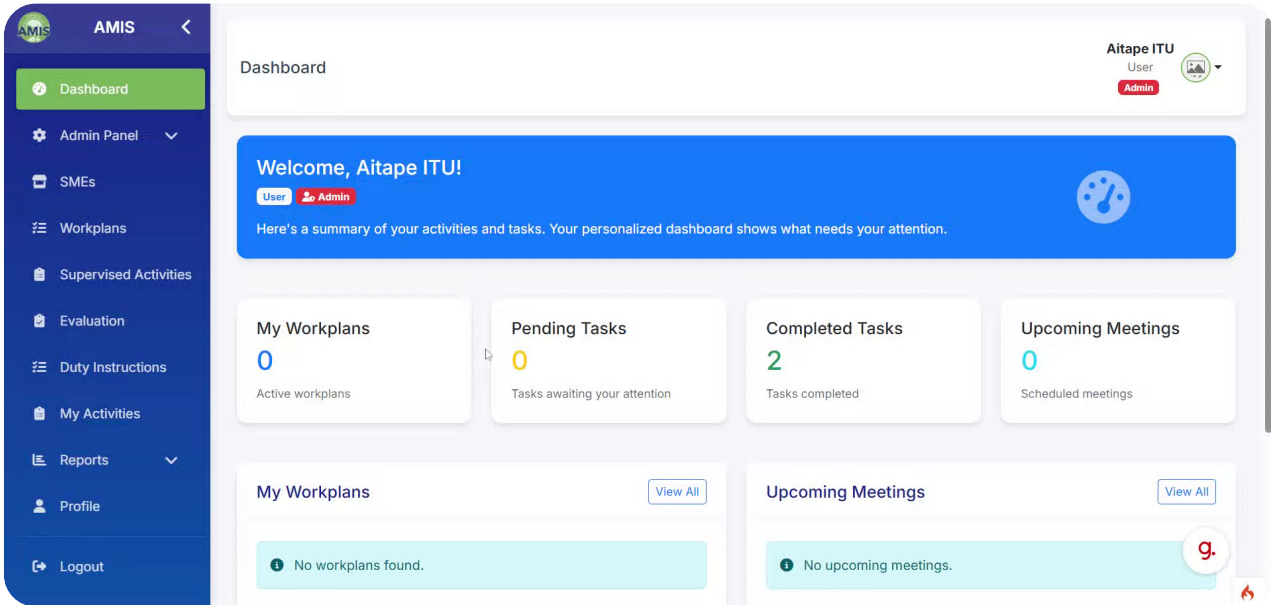 AMIS
AMIS
Dashboard
Admin Panel
SMEs
Workplans
Supervised Activities
Evaluation
Duty Instructions
My Activities
Reports
Profile
Logout
Dashboard
Aitape ITU
User
Admin
Welcome, Aitape ITU!
User Admin
Here's a summary of your activities and tasks. Your personalized dashboard shows what needs your attention.
My Workplans
0
Active workplans
Pending Tasks
0
Tasks awaiting your attention
Completed Tasks
2
Tasks completed
Upcoming Meetings
0
Scheduled meetings
My Workplans View All
No workplans found.
Upcoming Meetings View All
No upcoming meetings.
g.